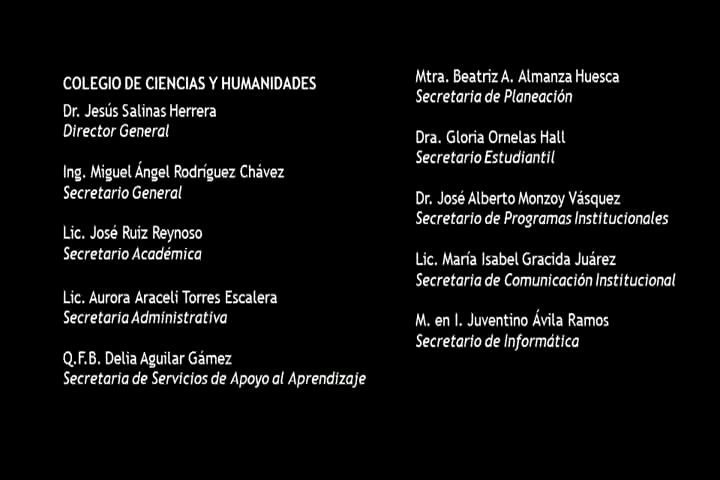 COLEGIO DE CIENCIAS Y HUMANIDADES
Dr. Jesús Salinas Herrera
Director General
Ing. Miguel Ángel Rodríguez Chávez
Secretario General
Lic. José Ruiz Reynoso
Secretario Académica
Lic. Aurora Araceli Torres Escalera
Secretaria Administrativa
Q.F.B. Delia Aguilar Gámez
Secretaria de Servicios de Apoyo al Aprendizaje
Mtra. Beatriz A. Almanza Huesca
Secretaria de Planeación
Dra. Gloria Ornelas Hall
Secretario Estudiantil
Dr. José Alberto Monzoy Vásquez
Secretario de Programas Institucionales
Lic. María Isabel Gracida Juárez
Secretaria de Comunicación Institucional
M. en I. Juventino Ávila Ramos
Secretario de Informática